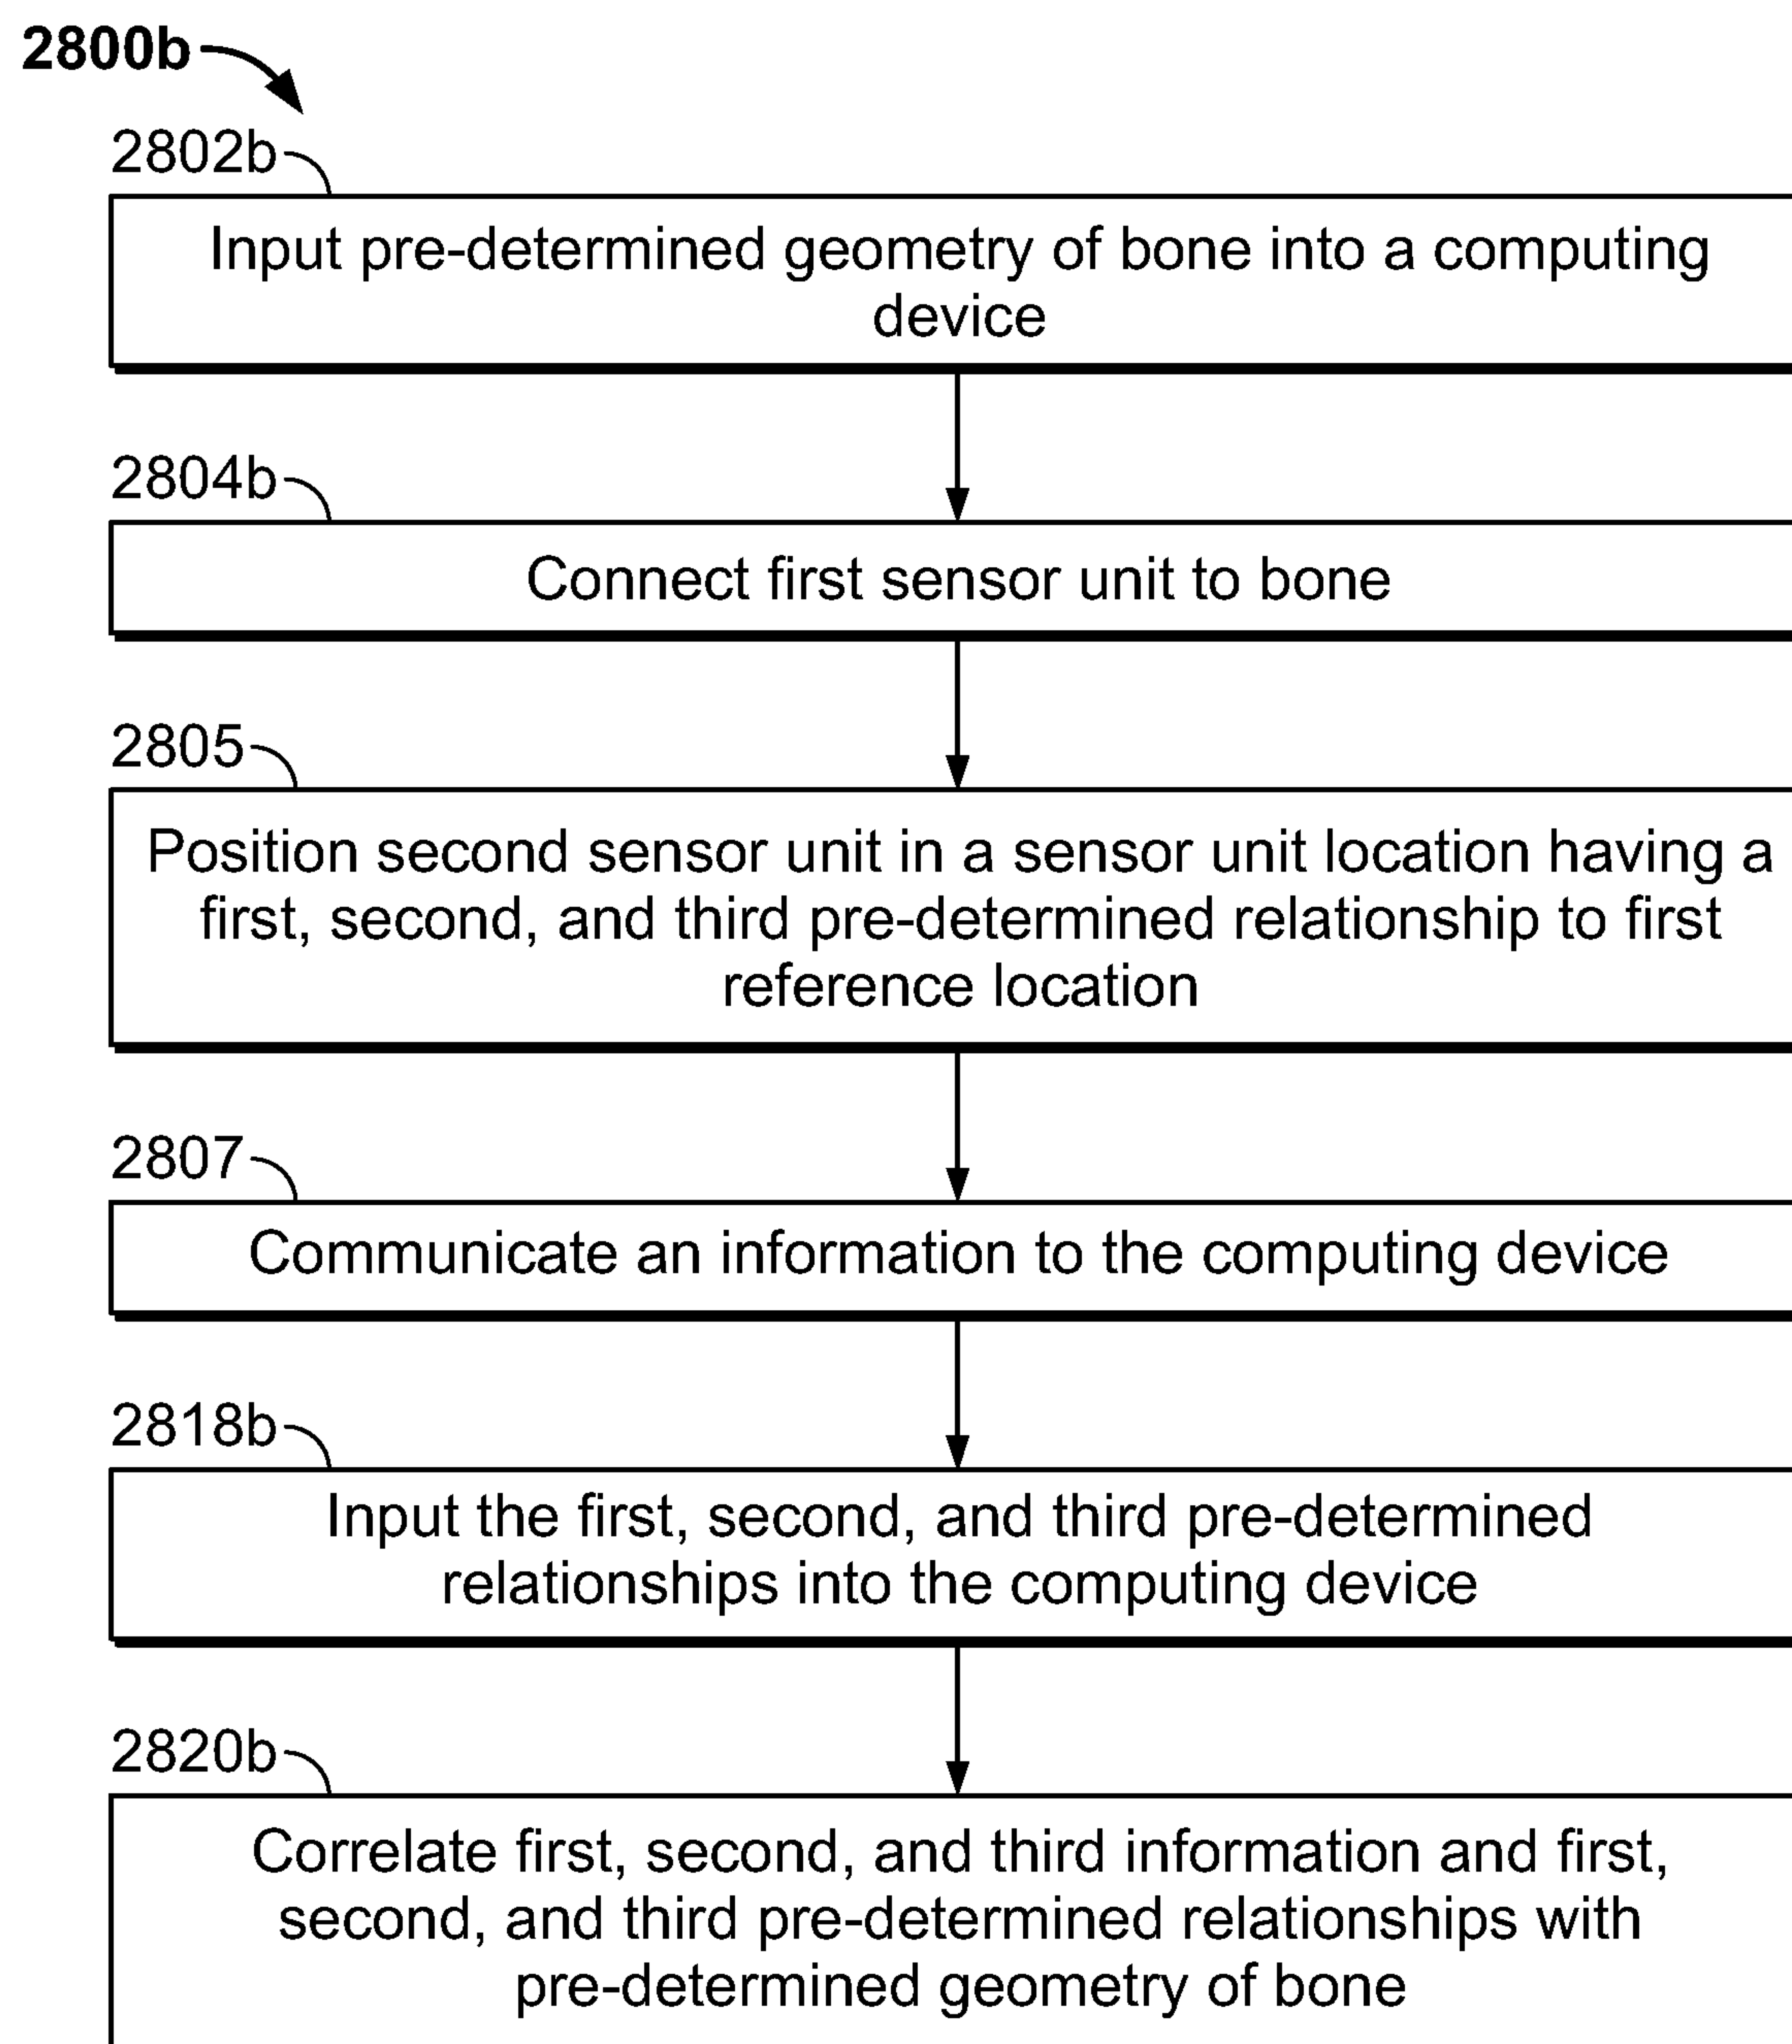 2800b
2802b
Input pre-determined geometry of bone into a computing
device
2804b
Connect first sensor unit to bone
2805
Position second sensor unit in a sensor unit location having a
first, second, and third pre-determined relationship to first
reference location
2807
Communicate an information to the computing device
2818b
Input the first, second, and third pre-determined
relationships into the computing device
2820b
Correlate first, second, and third information and first,
second, and third pre-determined relationships with
pre-determined geometry of bone